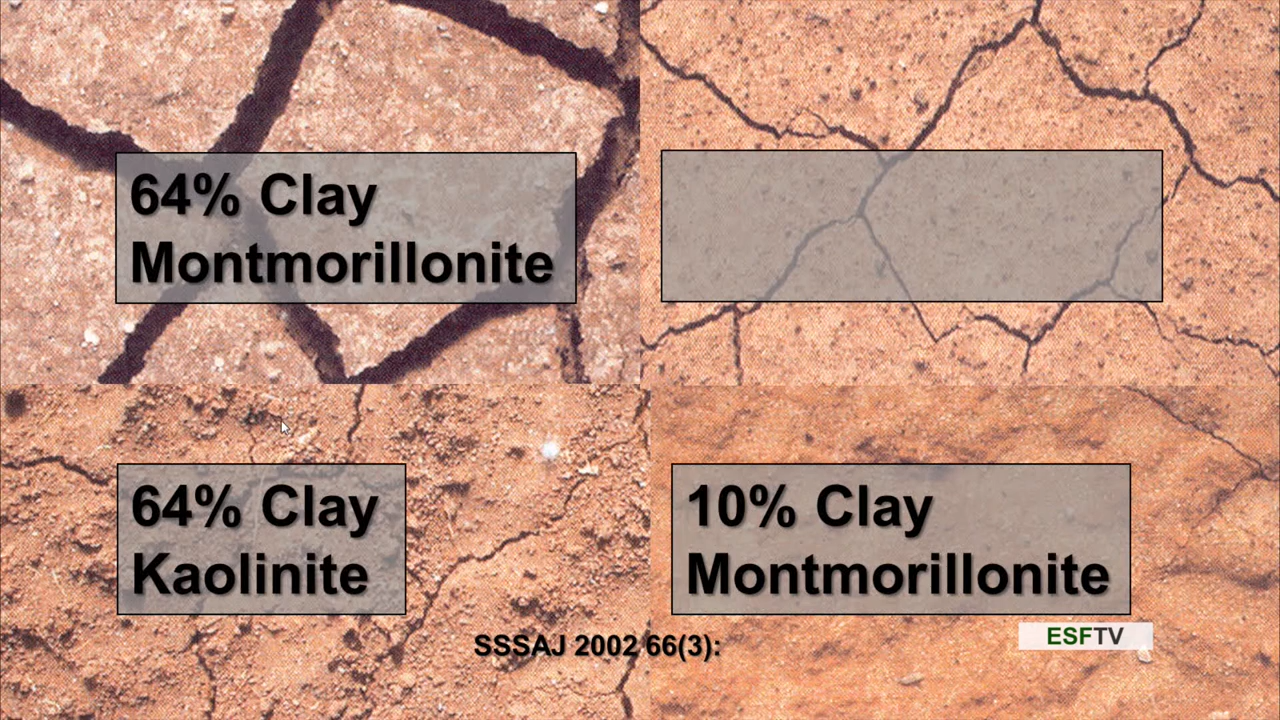 64% Clay
Montmorillonite
64% Clay
Kaolinite
10% Clay
Montmorillonite
SSSAJ 2002 66(3):
ESFTV